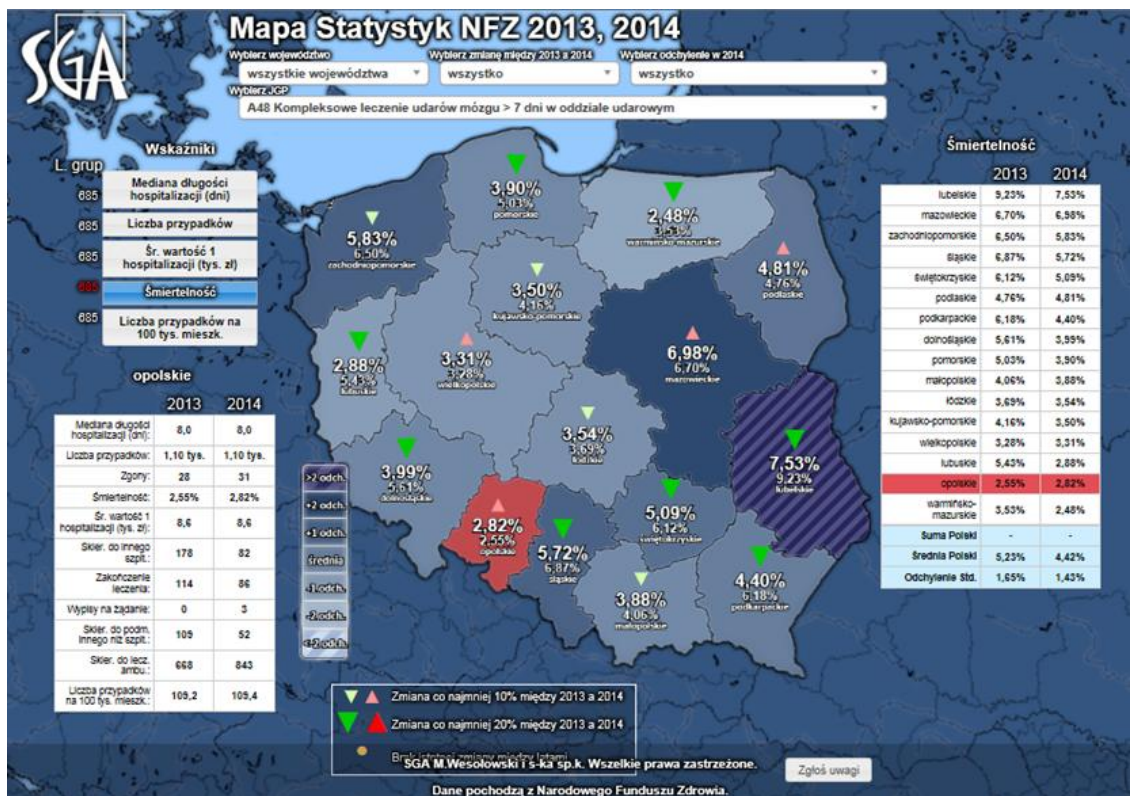 SGA
Mapa Statystyk NFZ 2013, 2014
Wybierz województwo
Wybierz zmianę między 2013 a 2014
Wybierz odchylenie w 2014
wszystkie województwa
wszystko
wszystko
Wybierz JGP
A48 Kompleksowe leczenie udarów mózgu > 7 dni w oddziale udarowym
Wskaźniki
L. grup
685 Mediana długości
hospitalizacji (dni)
685 Liczba przypadków
685 Śr. wartość 1
hospitalizacji (tys. zł)
685 Śmiertelność
685 Liczba przypadków na
100 tys. mieszk.
opolskie
2013 2014
Mediana długości
hospitalizacji (dni): 8,0 8,0
Liczba przypadków: 1,10 tys. 1,10 tys.
Zgony: 28 31
Śmiertelność: 2,55% 2,82%
Śr. wartość 1
hospitalizacji (tys. zł): 8,6 8,6
Skier. do innego
szpit.: 178 82
Zakończenie
leczenia: 114 86
Wypisy na żądanie: 0 3
Skier. do podm.
innego niż szpit.: 109 52
Skier. do lecz.
ambu.: 668 843
Liczba przypadków
na 100 tys. mieszk.: 109,2 109,4
3,90%
5,03%
pomorskie
2,48%
3,53%
warmińsko-mazurskie
5,83%
6,50%
zachodniopomorskie
4,81%
4,76%
podlaskie
3,50%
4,16%
kujawsko-pomorskie
2,88%
5,43%
lubuskie
3,31%
3,28%
wielkopolskie
6,98%
6,70%
mazowieckie
3,54%
3,69%
łódzkie
7,53%
9,23%
lubelskie
3,99%
5,61%
dolnośląskie
2,82%
2,55%
opolskie
5,72%
6,87%
śląskie
5,09%
6,12%
świętokrzyskie
3,88%
4,06%
małopolskie
4,40%
6,18%
podkarpackie
>2 odch.
+2 odch.
+1 odch.
średnia
-1 odch.
-2 odch.
<-2 odch.
Śmiertelność
2013 2014
lubelskie 9,23% 7,53%
mazowieckie 6,70% 6,98%
zachodniopomorskie 6,50% 5,83%
śląskie 6,87% 5,72%
świętokrzyskie 6,12% 5,09%
podlaskie 4,76% 4,81%
podkarpackie 6,18% 4,40%
dolnośląskie 5,61% 3,99%
pomorskie 5,03% 3,90%
małopolskie 4,06% 3,88%
łódzkie 3,69% 3,54%
kujawsko-pomorskie 4,16% 3,50%
wielkopolskie 3,28% 3,31%
lubuskie 5,43% 2,88%
opolskie 2,55% 2,82%
warmińsko-
mazurskie 3,53% 2,48%
Suma Polski - -
Średnia Polski 5,23% 4,42%
Odchylenie Std. 1,65% 1,43%
Zmiana co najmniej 10% między 2013 a 2014
Zmiana co najmniej 20% między 2013 a 2014
Brak istotnej zmiany między latami
SGA M.Wesołowski i s-ka sp.k. Wszelkie prawa zastrzeżone.
Zgłoś uwagi
Dane pochodzą z Narodowego Funduszu Zdrowia.